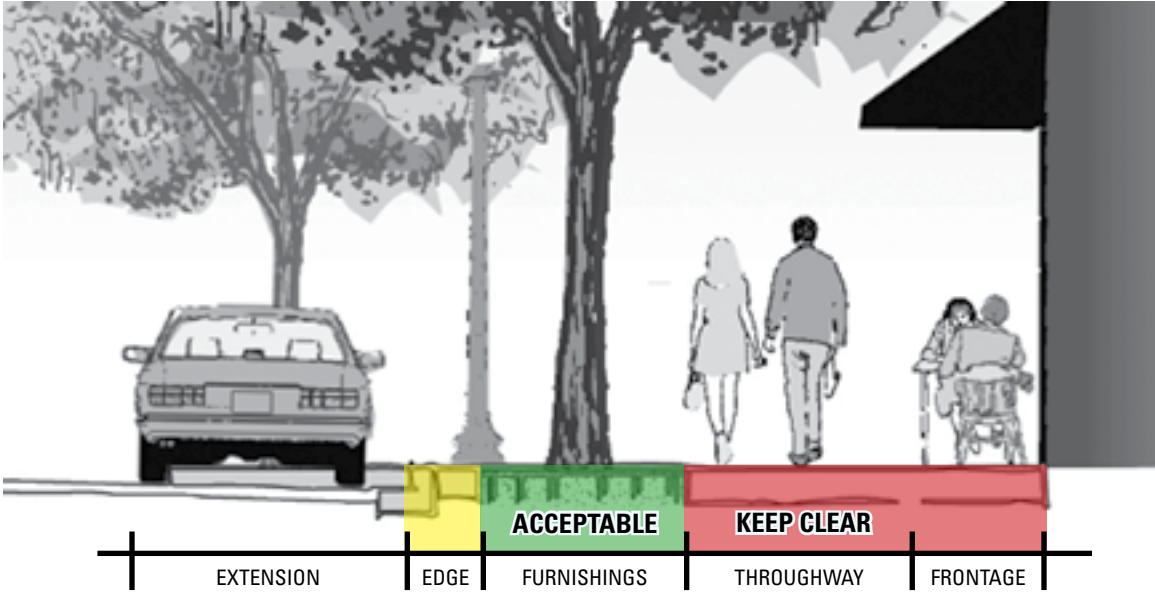 ACCEPTABLE KEEP CLEAR
EXTENSION EDGE FURNISHINGS THROUGHWAY FRONTAGE